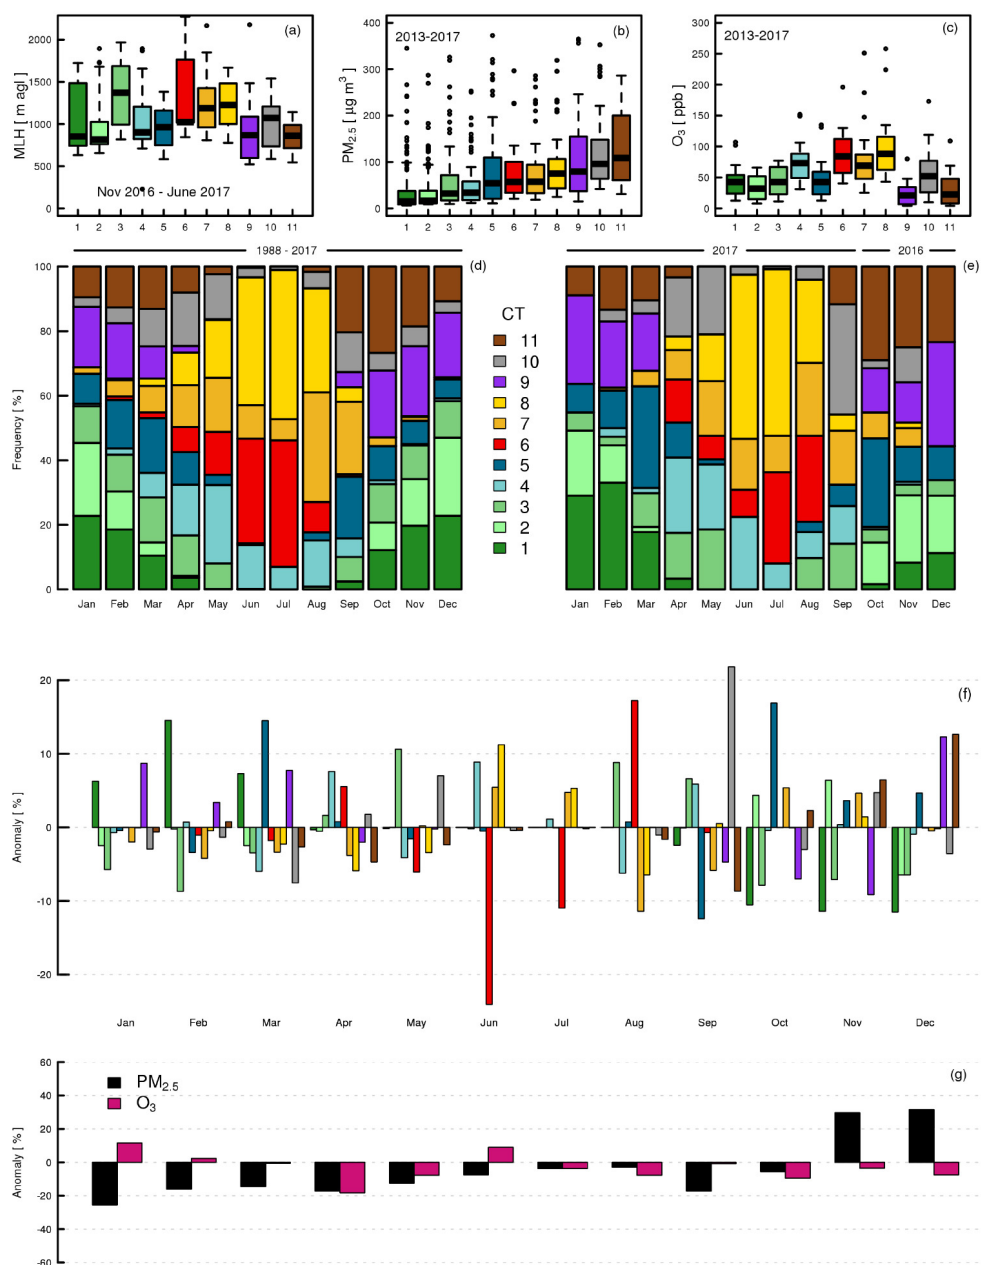 (a)
MLH [ m agl ]
2000
1500
1000
500
0
Nov 2016 - June 2017
1 2 3 4 5 6 7 8 9 10 11
2013-2017
(b)
PM2.5 [ µg m3 ]
400
300
200
100
0
1 2 3 4 5 6 7 8 9 10 11
2013-2017
(c)
O3 [ ppb ]
300
250
200
150
100
50
0
1 2 3 4 5 6 7 8 9 10 11
1988 - 2017
(d)
Frequency [ % ]
100
80
60
40
20
0
Jan Feb Mar Apr May Jun Jul Aug Sep Oct Nov Dec
CT
11
10
9
8
7
6
5
4
3
2
1
2017
2016
(e)
100
80
60
40
20
0
Jan Feb Mar Apr May Jun Jul Aug Sep Oct Nov Dec
(f)
Anomaly [ % ]
20
10
0
-10
-20
Jan Feb Mar Apr May Jun Jul Aug Sep Oct Nov Dec
(g)
PM2.5
O3
Anomaly [ % ]
60
40
20
0
-20
-40
-60